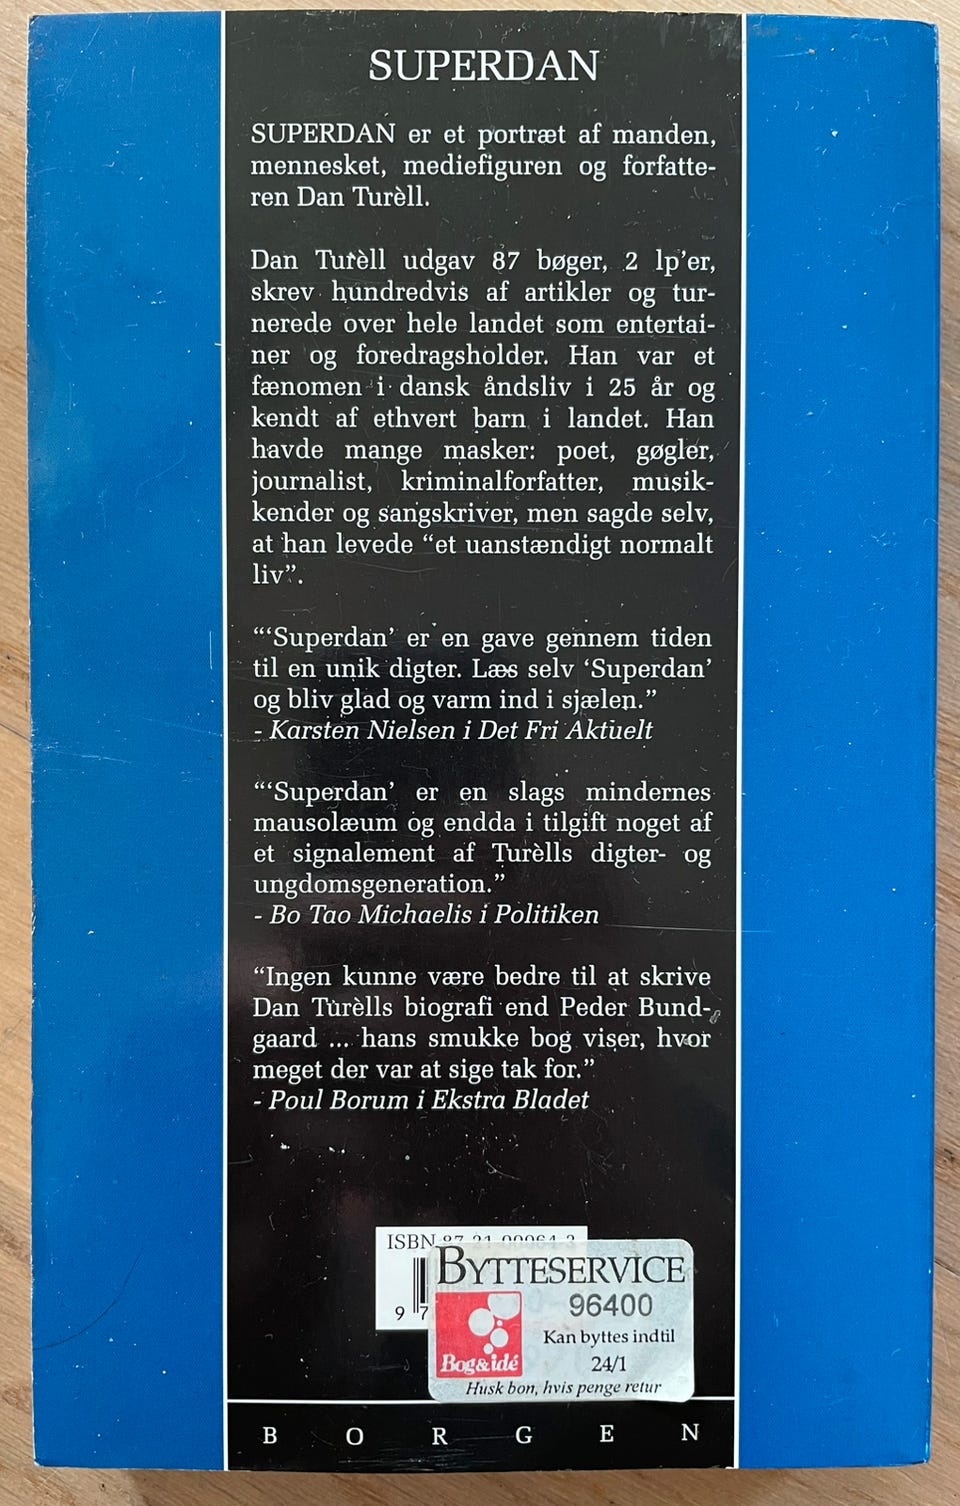 SUPERDAN
SUPERDAN er et portræt af manden,
mennesket, mediefiguren og forfatte-
ren Dan Turèll.
Dan Turèll udgav 87 bøger, 2 lp’er,
skrev hundredvis af artikler og tur-
nerede over hele landet som entertai-
ner og foredragsholder. Han var et
fænomen i dansk åndsliv i 25 år og
kendt af ethvert barn i landet. Han
havde mange masker: poet, gøgler,
journalist, kriminalforfatter, musik-
kender og sangskriver, men sagde selv,
at han levede “et uanstændigt normalt
liv”.
“‘Superdan’ er en gave gennem tiden
til en unik digter. Læs selv ‘Superdan’
og bliv glad og varm ind i sjælen.”
- Karsten Nielsen i Det Fri Aktuelt
“‘Superdan’ er en slags mindernes
mausolæum og endda i tilgift noget af
et signalement af Turèlls digter- og
ungdomsgeneration.”
- Bo Tao Michaelis i Politiken
“Ingen kunne være bedre til at skrive
Dan Turèlls biografi end Peder Bund-
gaard ... hans smukke bog viser, hvor
meget der var at sige tak for.”
- Poul Borum i Ekstra Bladet
ISBN
9 7
BYTTESERVICE
96400
Kan byttes indtil
24/1
Bog&idé
Husk bon, hvis penge retur
BORGEN